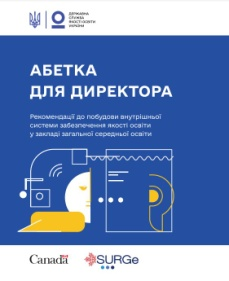 ДЕРЖАВНА
СЛУЖБА
ЯКОСТІ ОСВІТИ
УКРАЇНИ
АБЕТКА
ДЛЯ ДИРЕКТОРА
Рекомендації до побудови внутрішньої
системи забезпечення якості освіти
у закладі загальної середньої освіти
Canada
SURGe